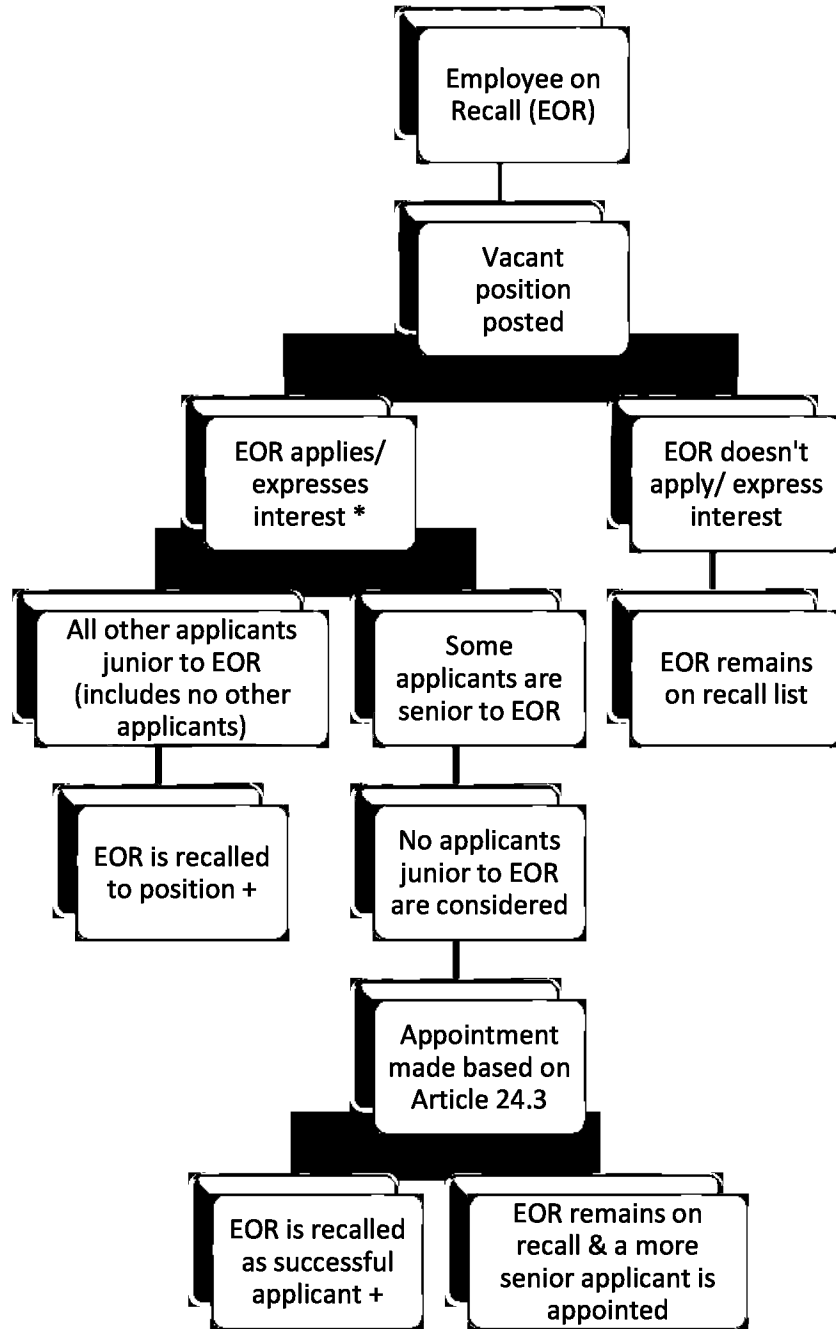 Employee on
Recall (EOR)
Vacant
position
posted
EOR applies/
expresses
interest *
EOR doesn't
apply/ express
interest
All other applicants
junior to EOR
(includes no other
applicants)
Some
applicants are
senior to EOR
EOR remains
on recall list
EOR is recalled
to position +
No applicants
junior to EOR
are considered
Appointment
made based on
Article 24.3
EOR is recalled
as successful
applicant +
EOR remains on
recall & a more
senior applicant is
appointed